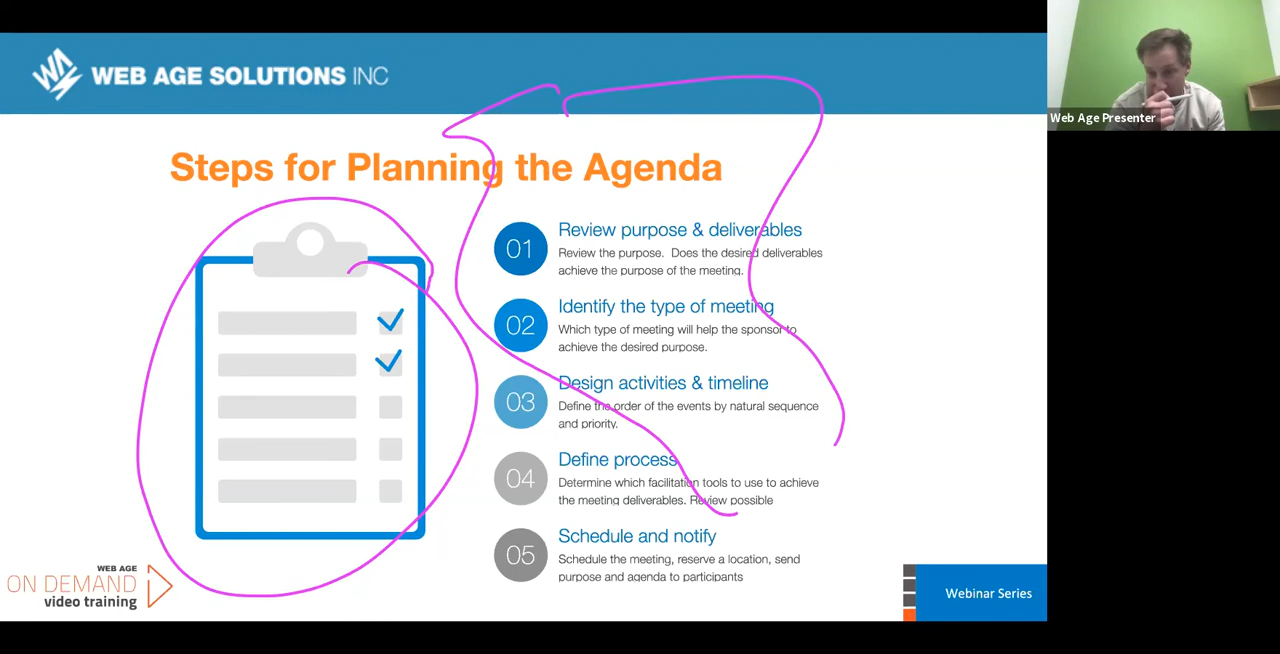 WEB AGE SOLUTIONS INC
Web Age Presenter
Steps for Planning the Agenda
01
Review purpose & deliverables
Review the purpose. Does the desired deliverables
achieve the purpose of the meeting.
02
Identify the type of meeting
Which type of meeting will help the sponsor to
achieve the desired purpose.
03
Design activities & timeline
Define the order of the events by natural sequence
and priority.
04
Define process
Determine which facilitation tools to use to achieve
the meeting deliverables. Review possible
05
Schedule and notify
Schedule the meeting, reserve a location, send
purpose and agenda to participants
WEB AGE
ON DEMAND
video training
Webinar Series